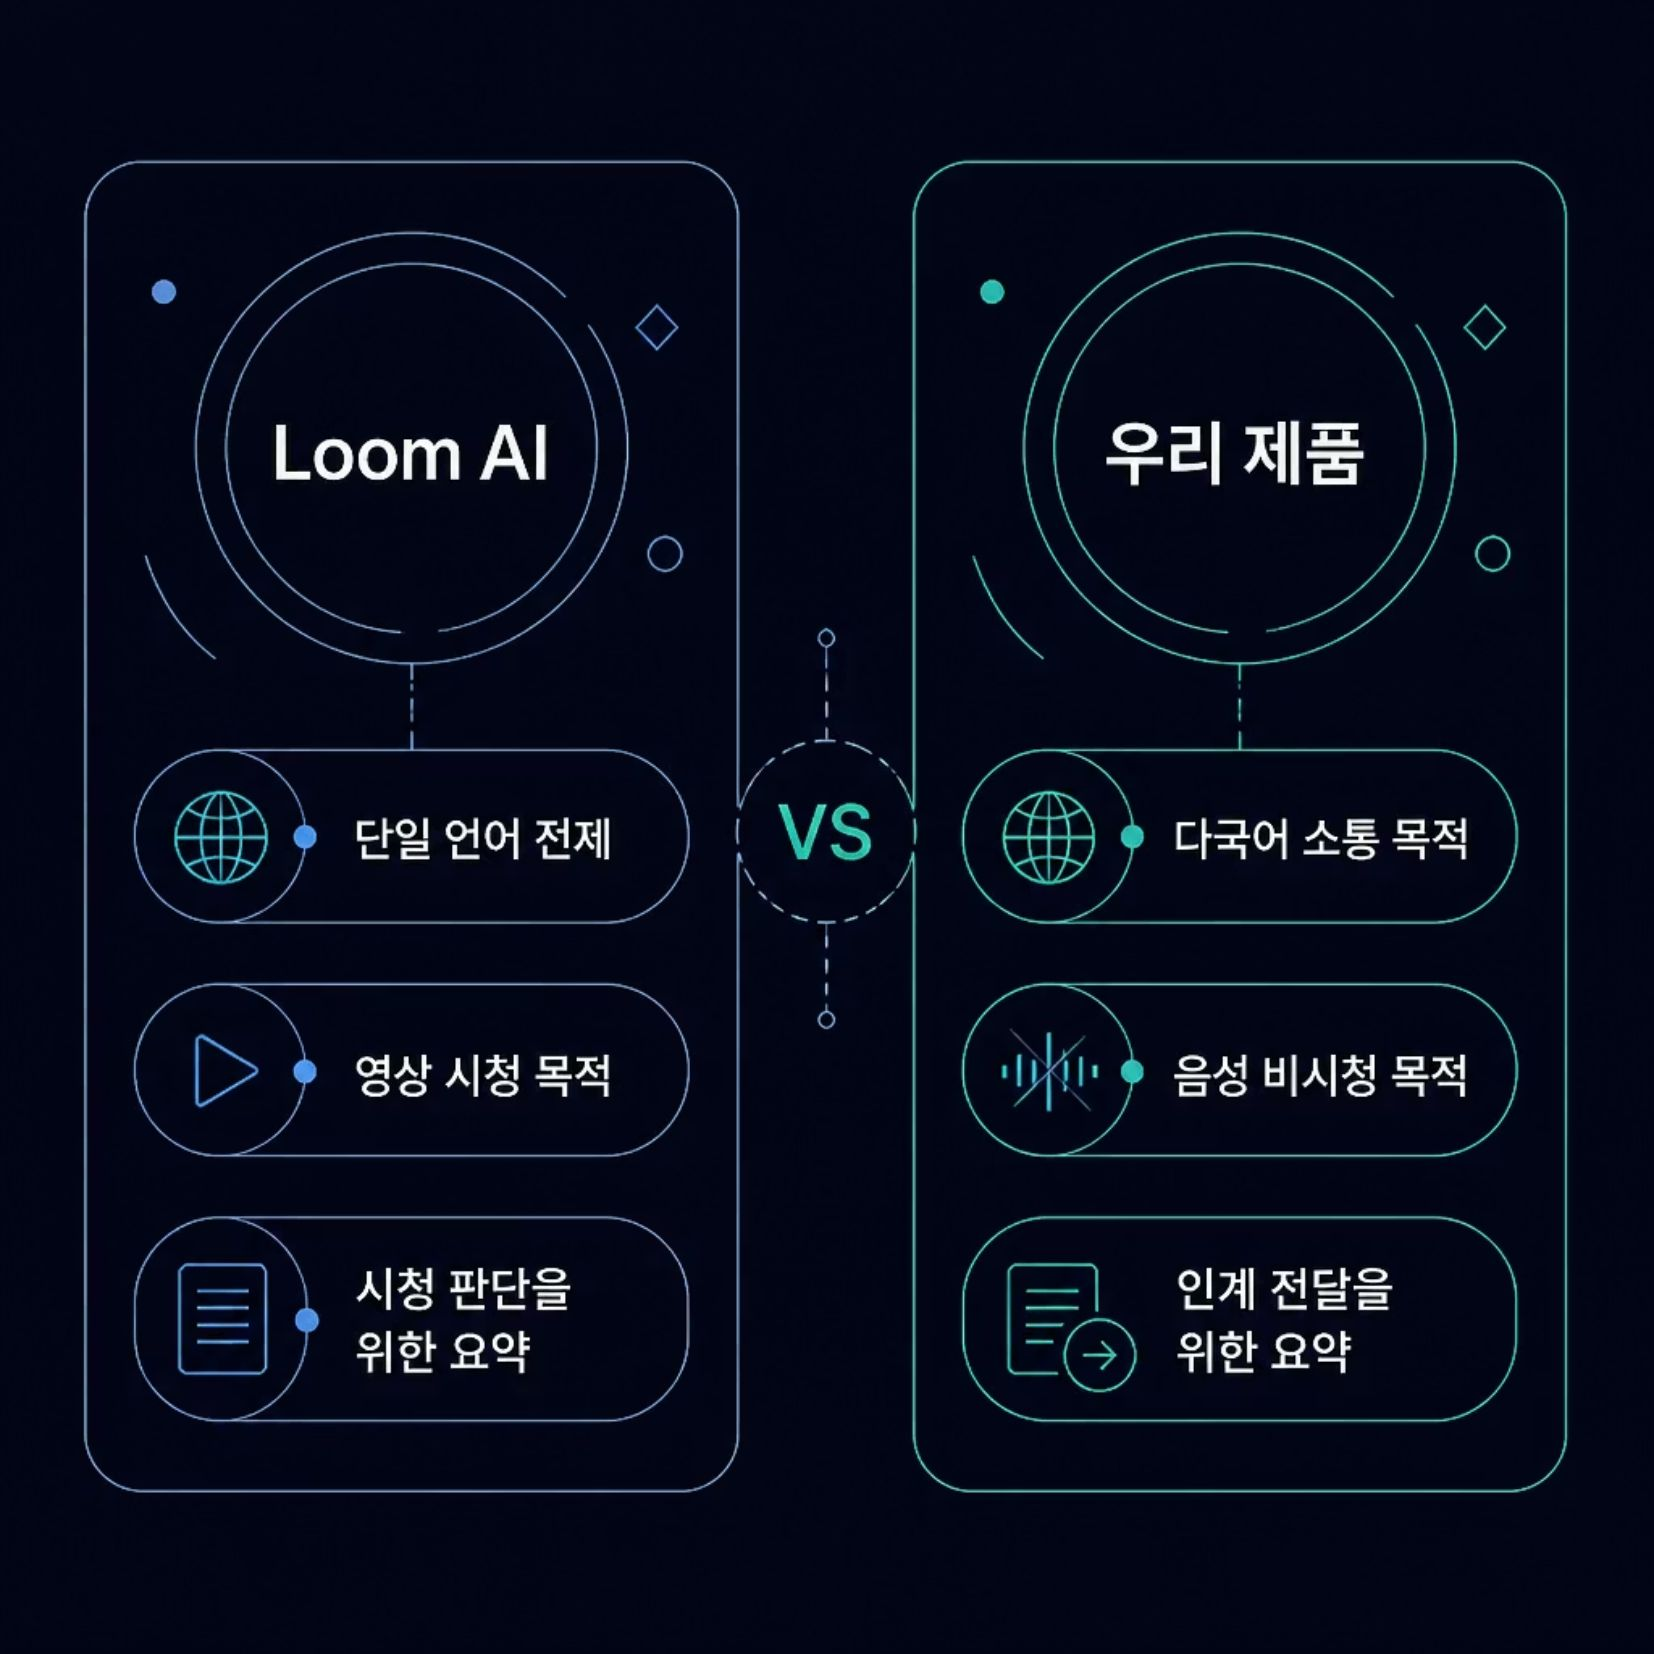 Loom AI
단일 언어 전제
영상 시청 목적
시청 판단을
위한 요약
VS
우리 제품
다국어 소통 목적
음성 비시청 목적
인계 전달을
위한 요약